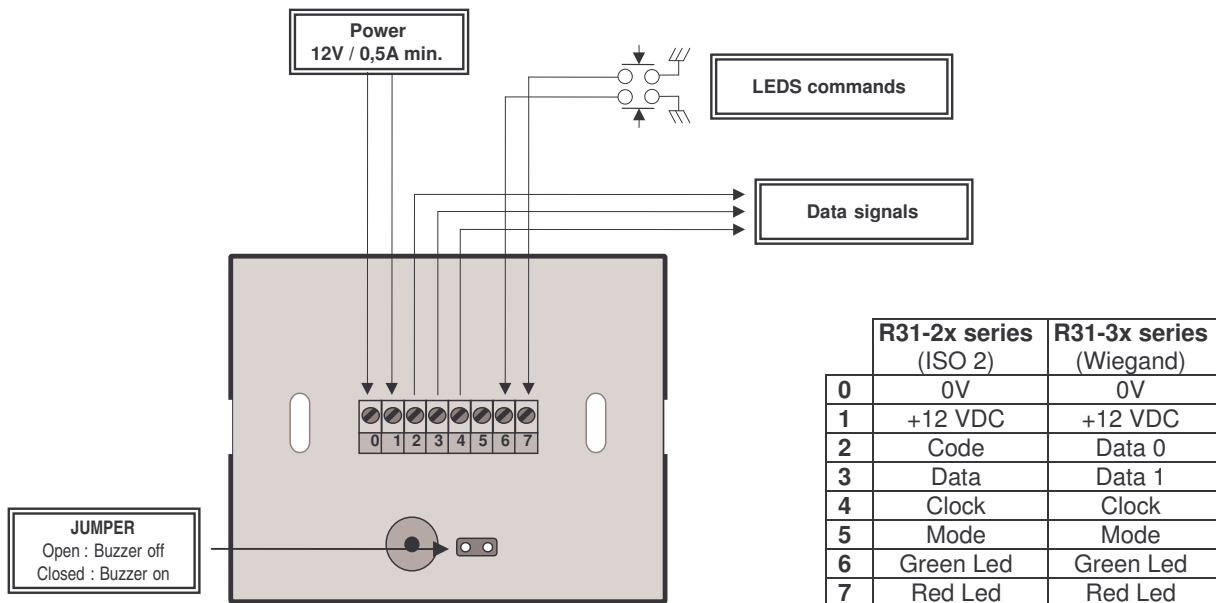 Power
12V / 0,5A min.
LEDS commands
Data signals
0 1 2 3 4 5 6 7
JUMPER
Open : Buzzer off
Closed : Buzzer on
R31-2x series R31-3x series
(ISO 2) (Wiegand)
0 0V 0V
1 +12 VDC +12 VDC
2 Code Data 0
3 Data Data 1
4 Clock Clock
5 Mode Mode
6 Green Led Green Led
7 Red Led Red Led